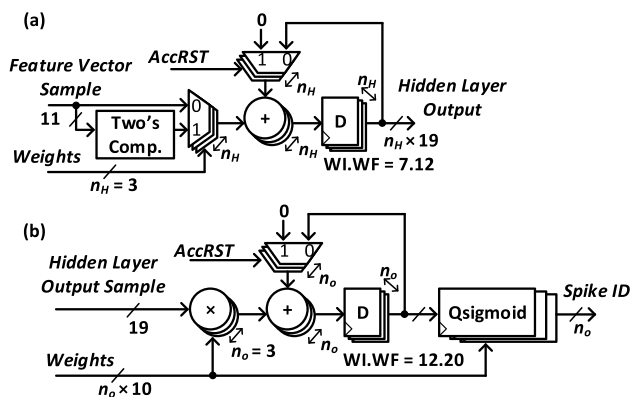 (a)
0
AccRST
1 0
n_H
Feature Vector
Sample
11
Two's
Comp.
0
1
n_H
+
n_H
D
n_H
Hidden Layer
Output
n_H × 19
WI.WF = 7.12
Weights
n_H = 3
(b)
0
AccRST
1 0
n_o
Hidden Layer
Output Sample
19
×
n_o = 3
+
n_o
D
n_o
Qsigmoid
Spike ID
n_o
WI.WF = 12.20
Weights
n_o × 10